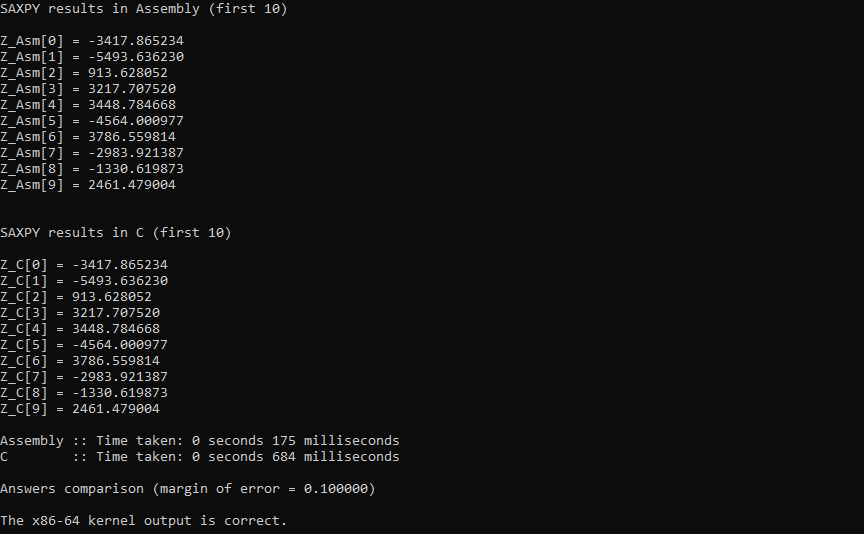 SAXPY results in Assembly (first 10)
Z_Asm[0] = -3417.865234
Z_Asm[1] = -5493.636230
Z_Asm[2] = 913.628052
Z_Asm[3] = 3217.707520
Z_Asm[4] = 3448.784668
Z_Asm[5] = -4564.000977
Z_Asm[6] = 3786.559814
Z_Asm[7] = -2983.921387
Z_Asm[8] = -1330.619873
Z_Asm[9] = 2461.479004
SAXPY results in C (first 10)
Z_C[0] = -3417.865234
Z_C[1] = -5493.636230
Z_C[2] = 913.628052
Z_C[3] = 3217.707520
Z_C[4] = 3448.784668
Z_C[5] = -4564.000977
Z_C[6] = 3786.559814
Z_C[7] = -2983.921387
Z_C[8] = -1330.619873
Z_C[9] = 2461.479004
Assembly :: Time taken: 0 seconds 175 milliseconds
C        :: Time taken: 0 seconds 684 milliseconds
Answers comparison (margin of error = 0.100000)
The x86-64 kernel output is correct.